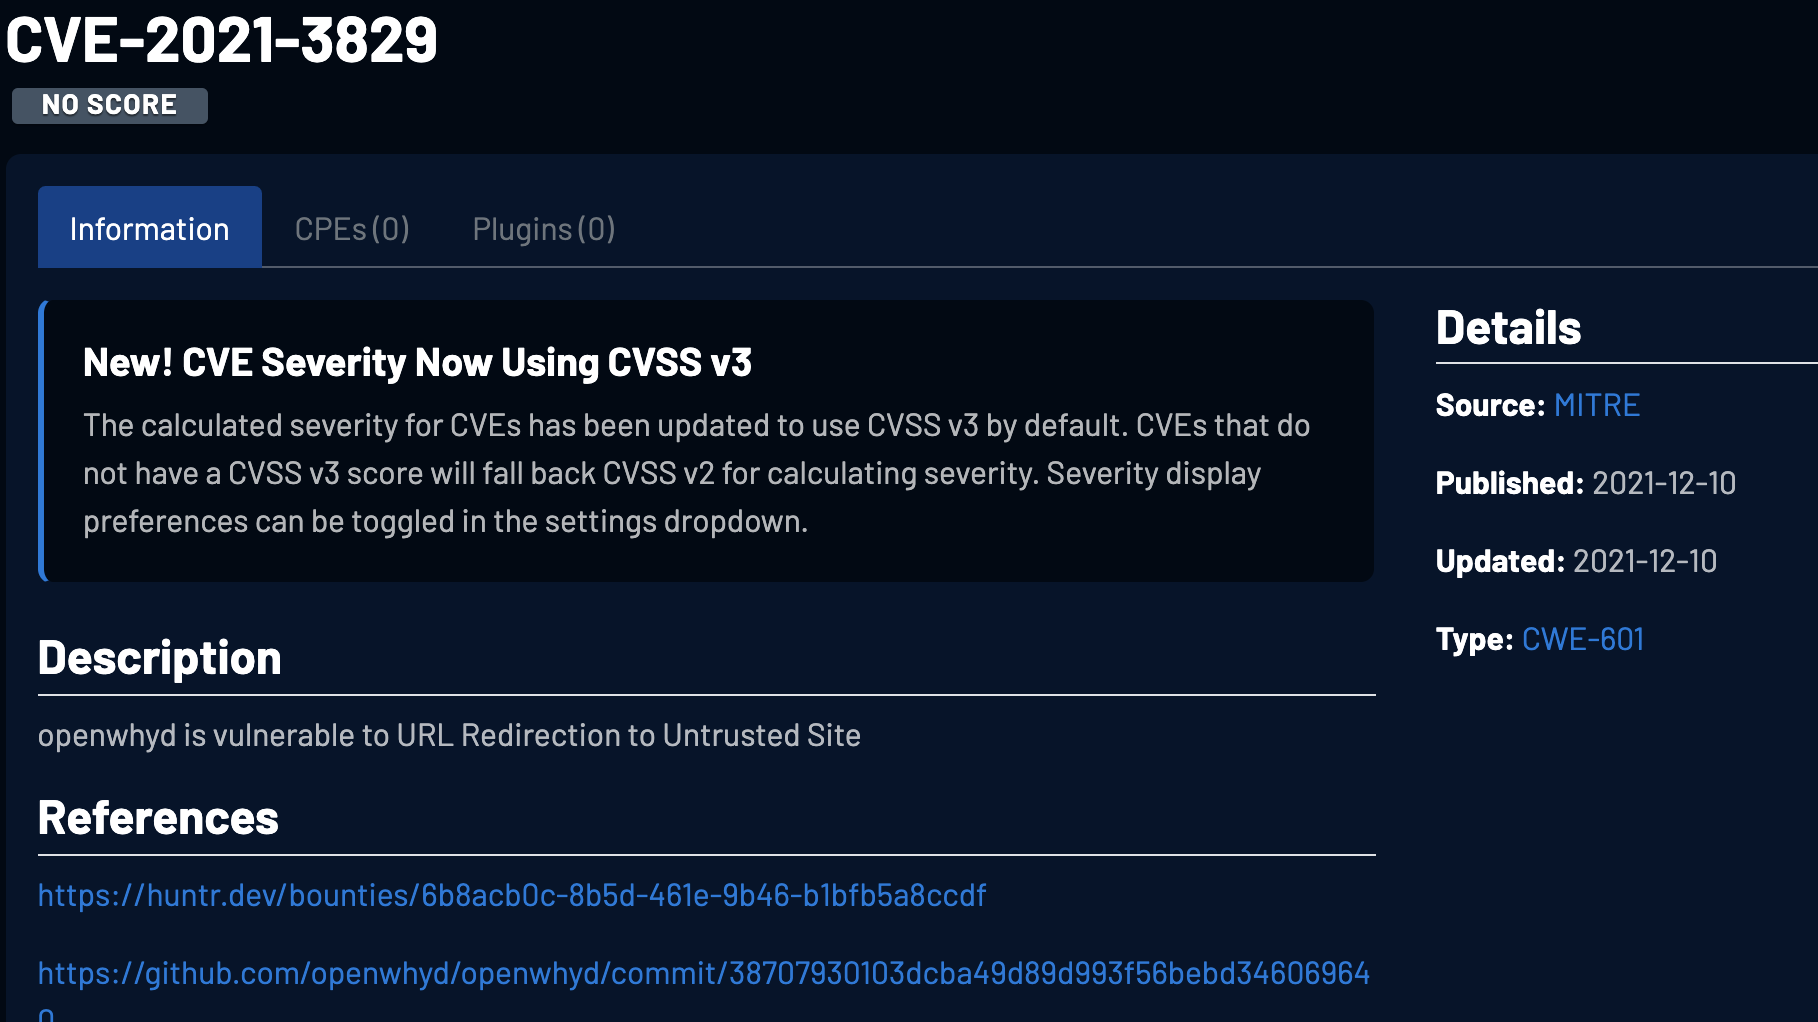 CVE-2021-3829
NO SCORE
Information
CPEs (0)
Plugins (0)
New! CVE Severity Now Using CVSS v3
The calculated severity for CVEs has been updated to use CVSS v3 by default. CVEs that do
not have a CVSS v3 score will fall back CVSS v2 for calculating severity. Severity display
preferences can be toggled in the settings dropdown.
Description
openwhyd is vulnerable to URL Redirection to Untrusted Site
References
https://huntr.dev/bounties/6b8acb0c-8b5d-461e-9b46-b1bfb5a8ccdf
https://github.com/openwhyd/openwhyd/commit/38707930103dcba49d89d993f56bebd34606964
0
Details
Source: MITRE
Published: 2021-12-10
Updated: 2021-12-10
Type: CWE-601